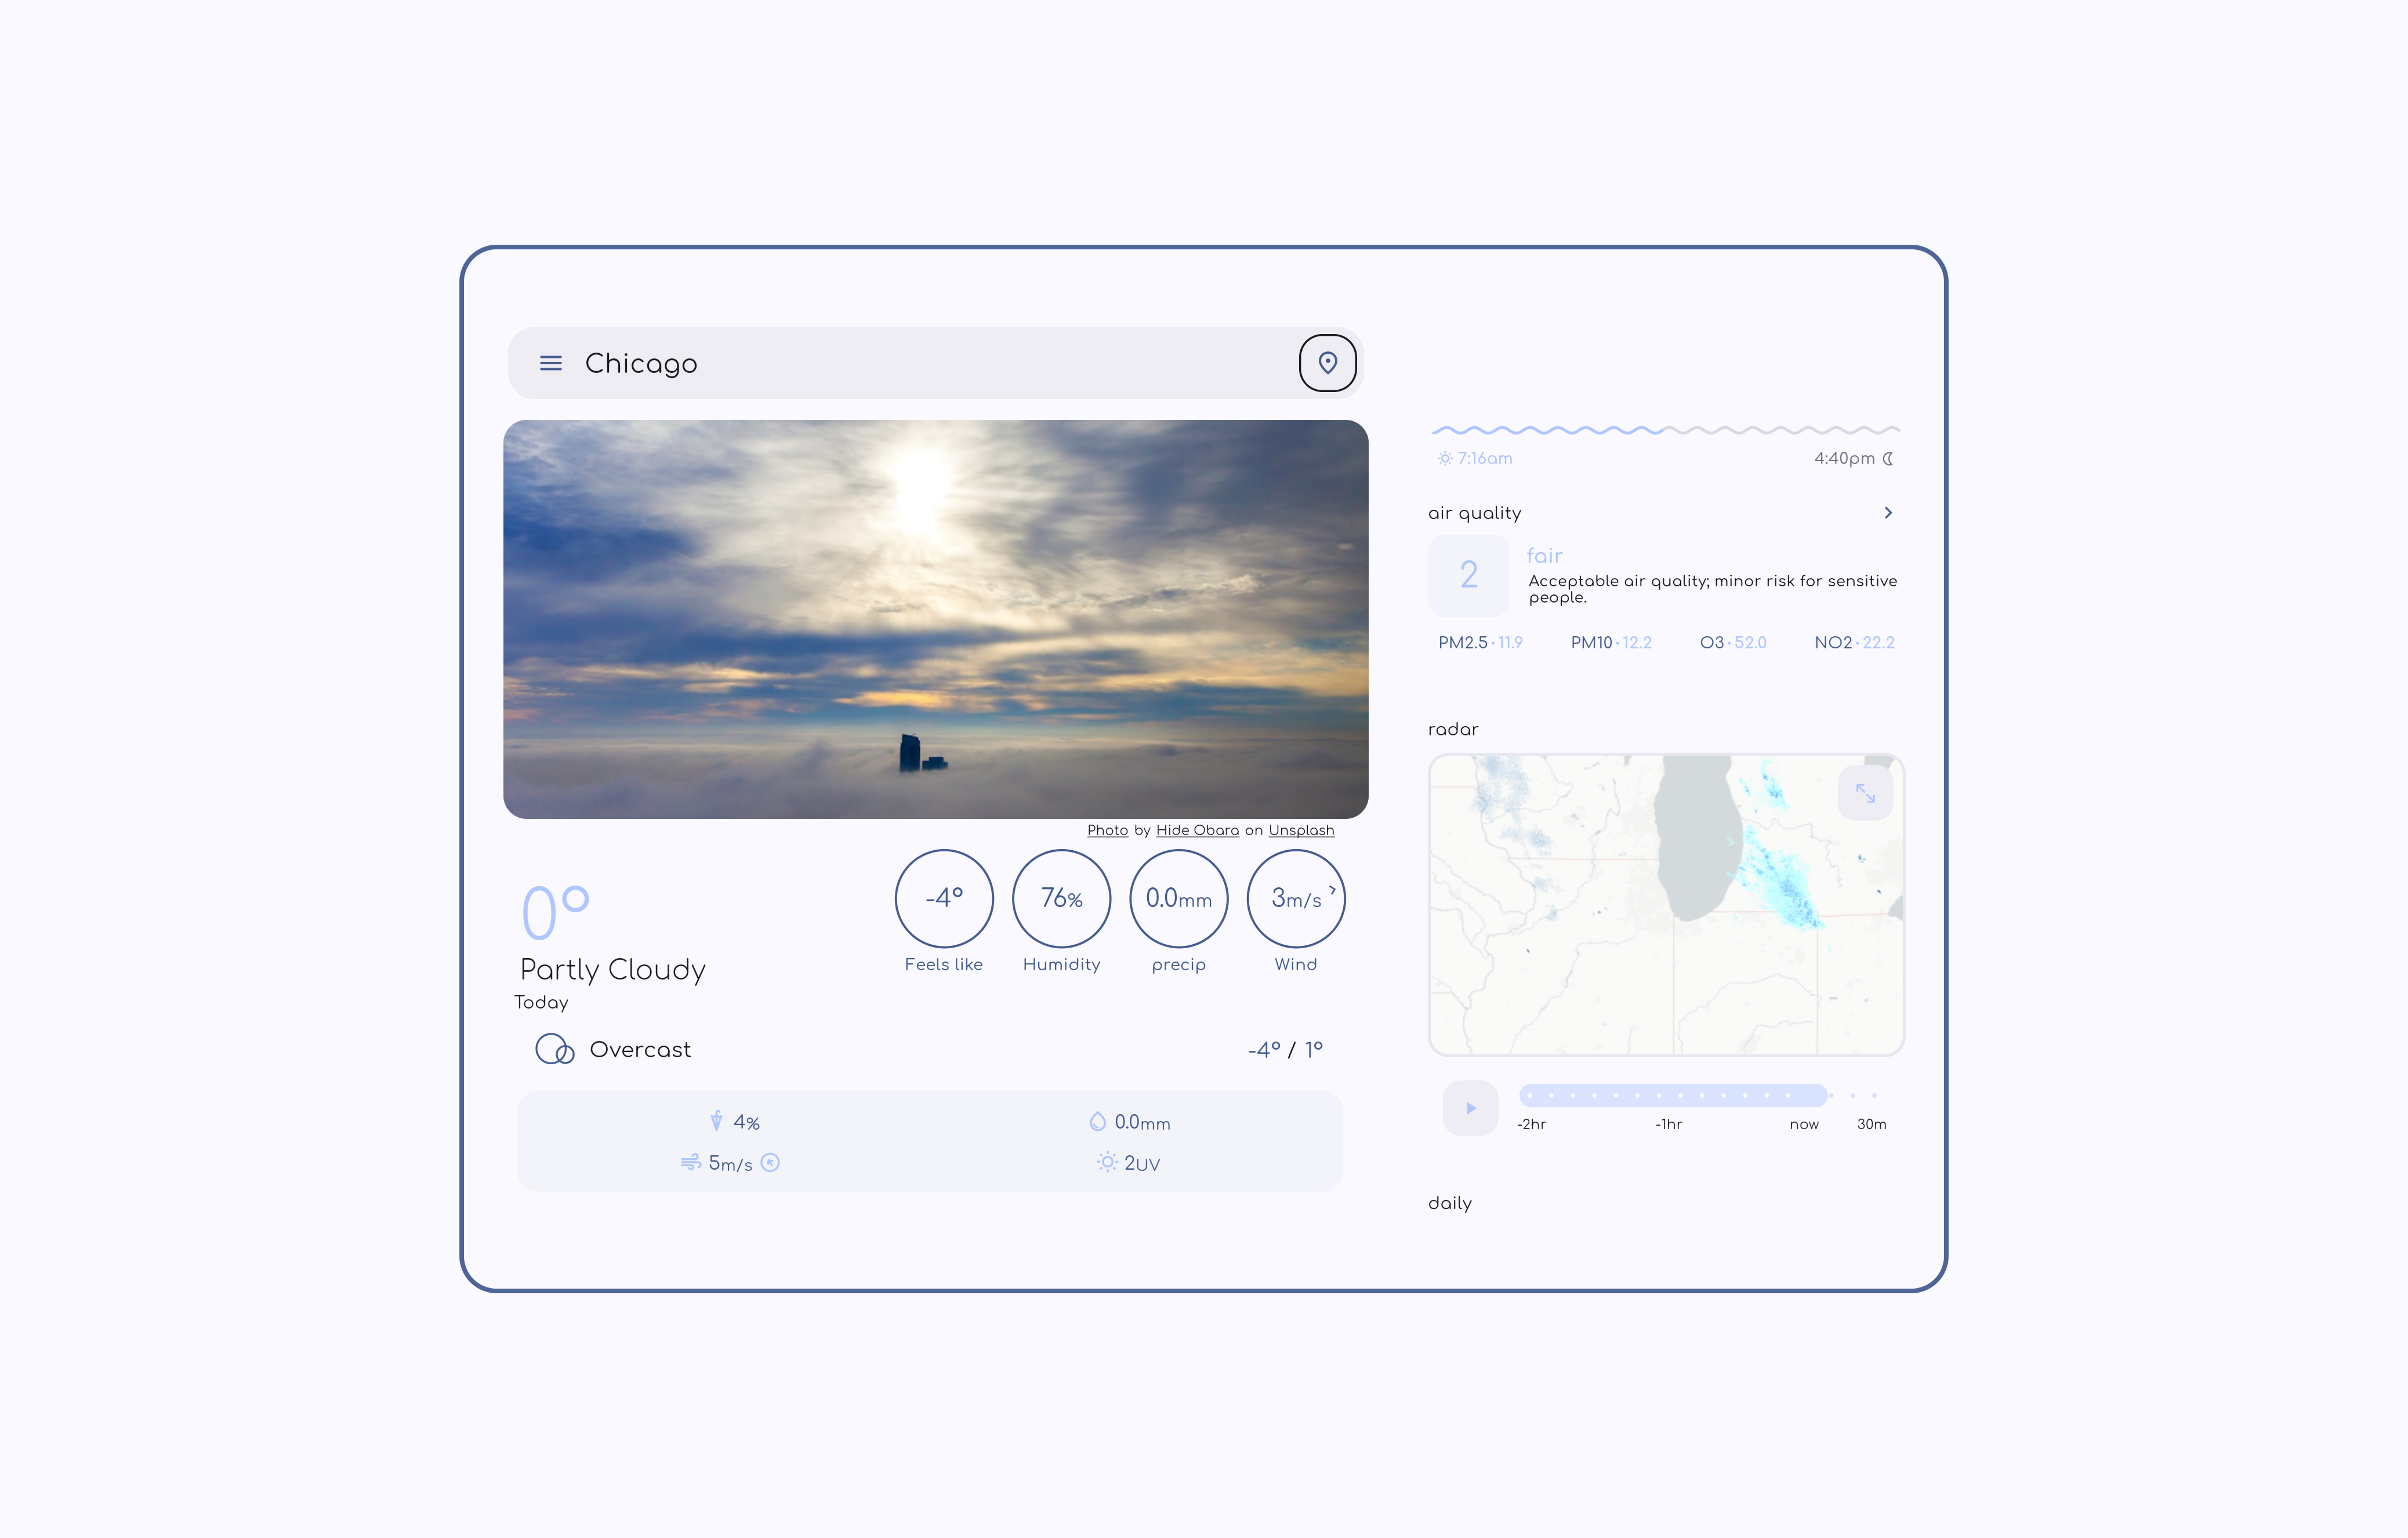 Chicago
Photo by Hide Obara on Unsplash
0°
Partly Cloudy
-4°
Feels like
76%
Humidity
0.0mm
precip
3m/s
Wind
Today
Overcast
-4° / 1°
4%
0.0mm
5m/s
2UV
7:16am
4:40pm
air quality
2
fair
Acceptable air quality; minor risk for sensitive
people.
PM2.5·11.9
PM10·12.2
O3·52.0
NO2·22.2
radar
-2hr
-1hr
now
30m
daily